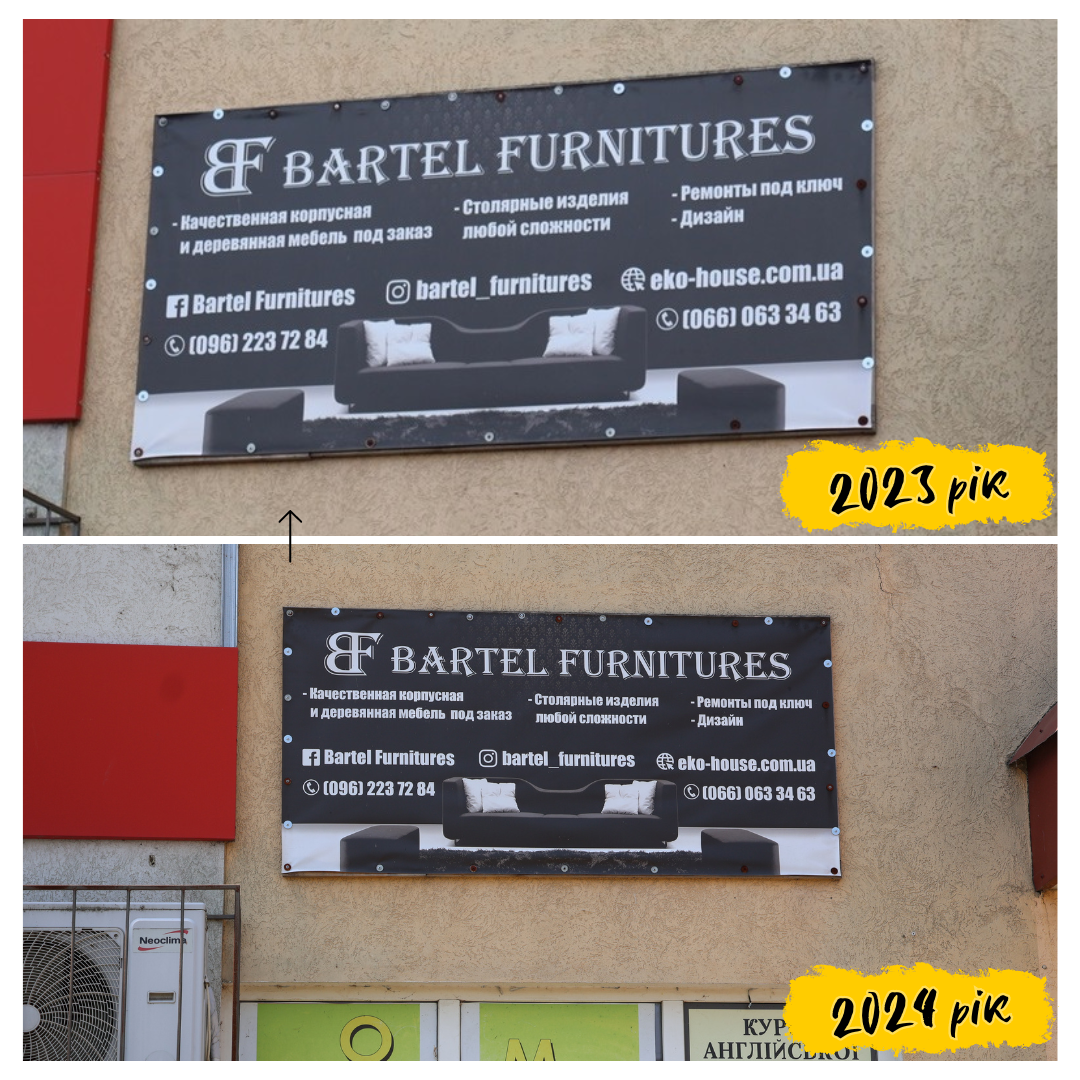 BF BARTEL FURNITURES
- Качественная корпусная
и деревянная мебель под заказ
- Столярные изделия
любой сложности
- Ремонты под ключ
- Дизайн
Bartel Furnitures
bartel_furnitures
eko-house.com.ua
(096) 223 72 84
(066) 063 34 63
2023 рік
BF BARTEL FURNITURES
- Качественная корпусная
и деревянная мебель под заказ
- Столярные изделия
любой сложности
- Ремонты под ключ
- Дизайн
Bartel Furnitures
bartel_furnitures
eko-house.com.ua
(096) 223 72 84
(066) 063 34 63
Neoclima
О
М
АНГЛІЙСЬКОЇ
2024 рік